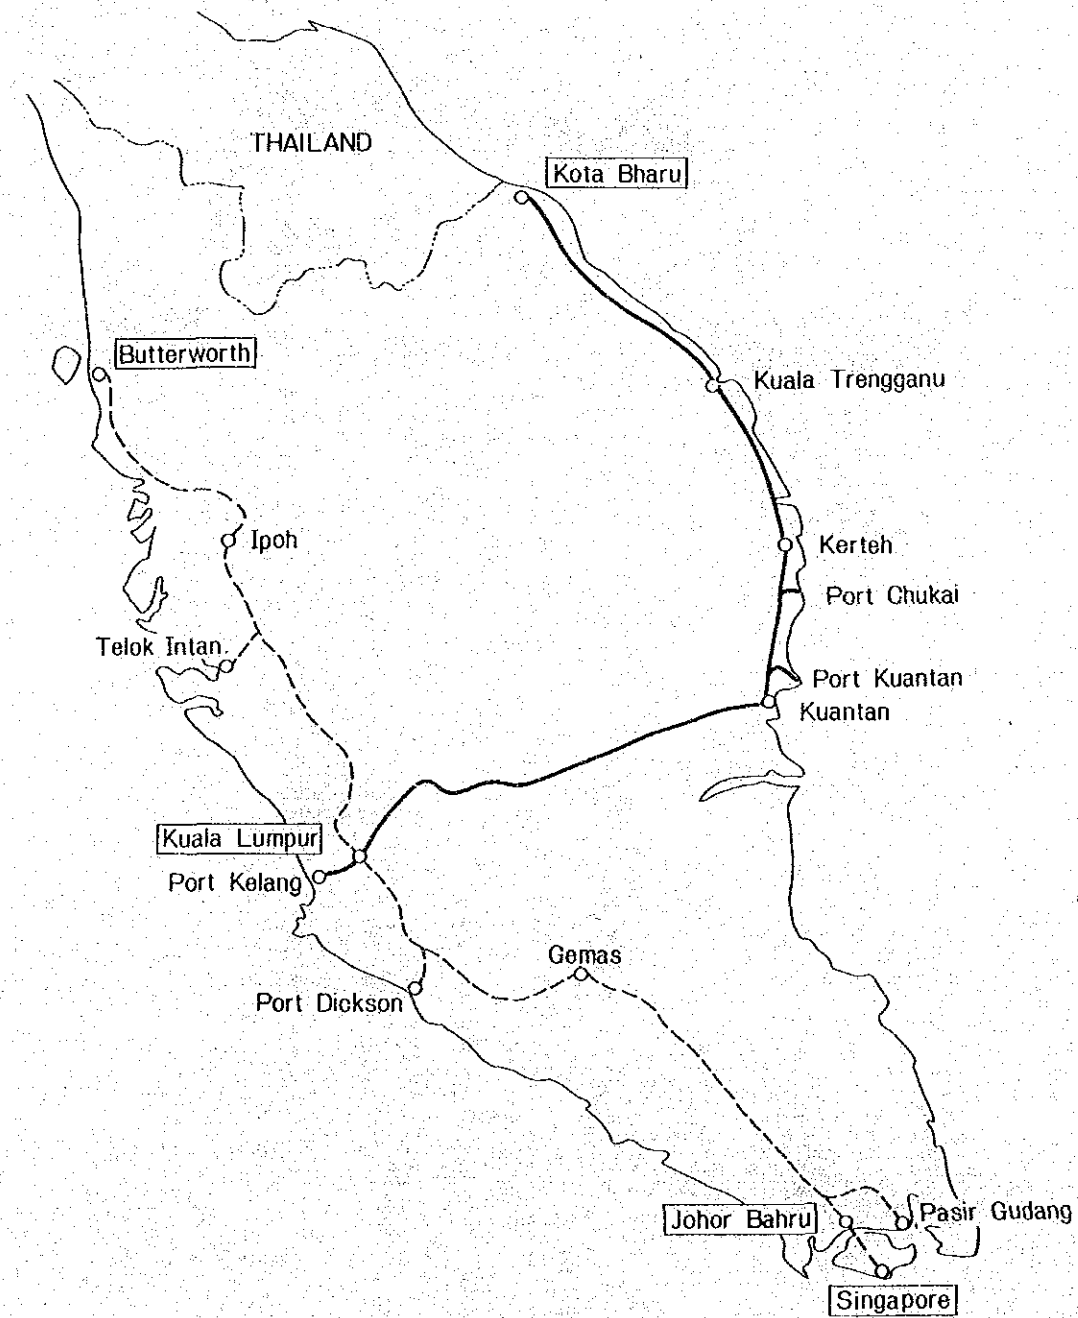 THAILAND
Kota Bharu
Butterworth
Kuala Trengganu
Ipoh
Kerteh
Port Chukai
Telok Intan.
Port Kuantan
Kuantan
Kuala Lumpur
Port Kelang
Gemas
Port Dickson
Johor Bahru
Pasir Gudang
Singapore